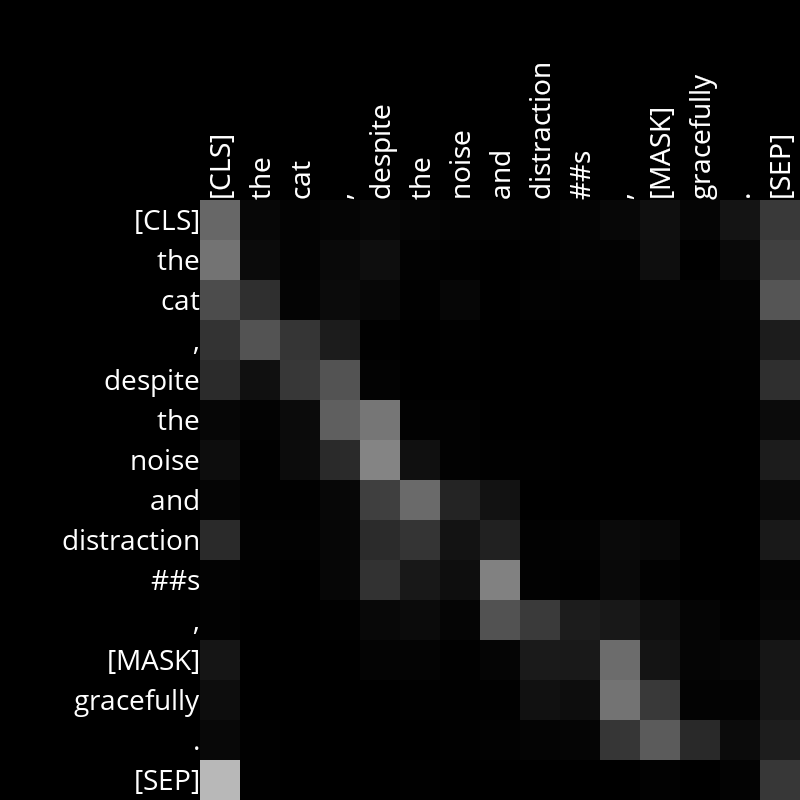 [CLS] the cat , despite the noise and distraction ##s , [MASK] gracefully . [SEP]
[CLS]
the
cat
,
despite
the
noise
and
distraction
##s
,
[MASK]
gracefully
.
[SEP]